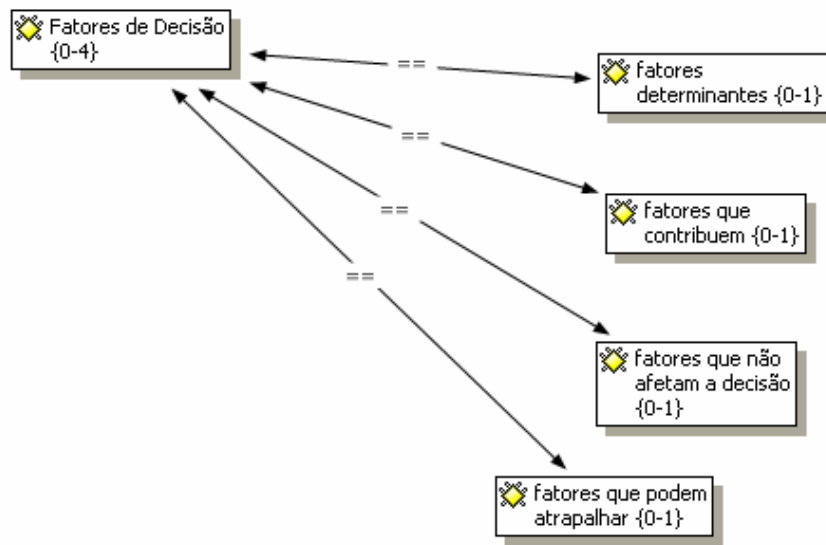 Fatores de Decisão
{0-4}
==
fatores
determinantes {0-1}
==
fatores que
contribuem {0-1}
==
fatores que não
afetam a decisão
{0-1}
==
fatores que podem
atrapalhar {0-1}